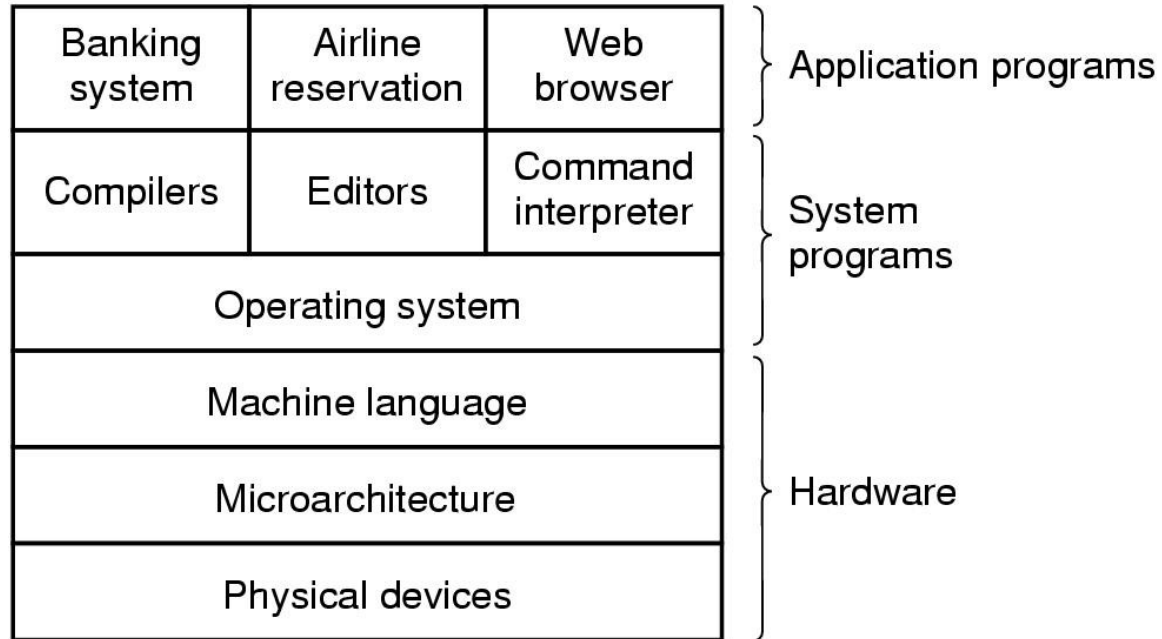 Banking
system
Airline
reservation
Web
browser
Application programs
Compilers
Editors
Command
interpreter
System
programs
Operating system
Machine language
Microarchitecture
Hardware
Physical devices